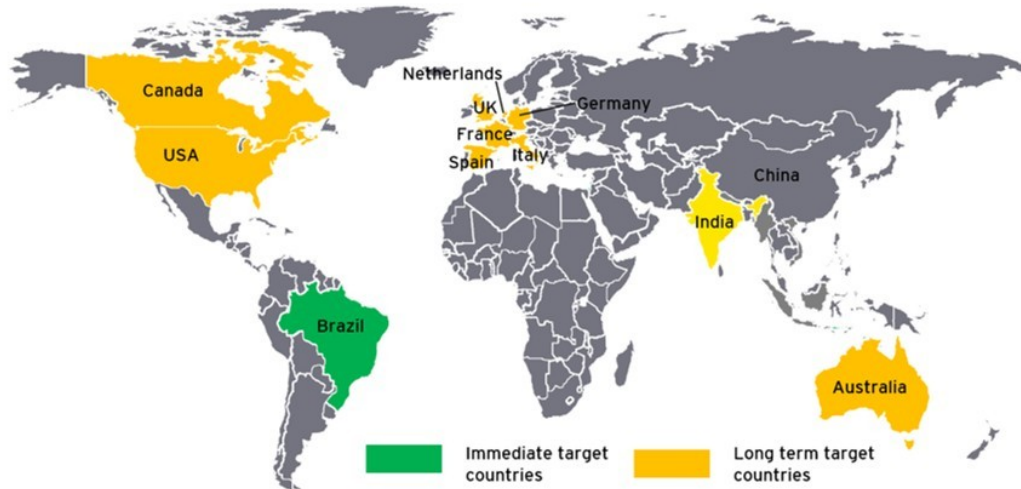 Canada
USA
Netherlands
UK
Germany
France
Spain
Italy
China
India
Brazil
Australia
Immediate target
countries
Long term target
countries